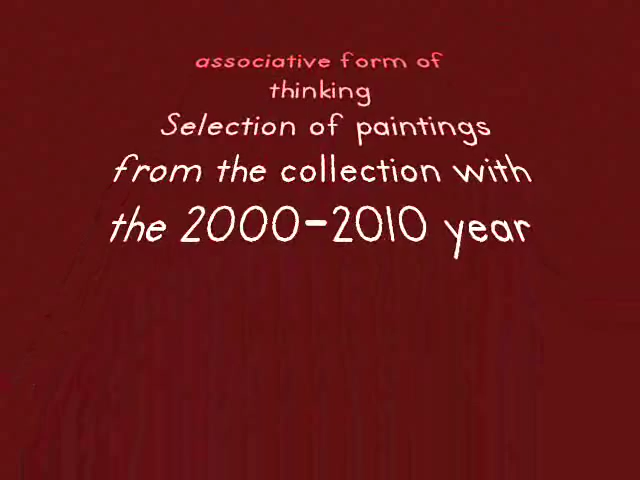 associative form of
thinking
Selection of paintings
from the collection with
the 2000-2010 year